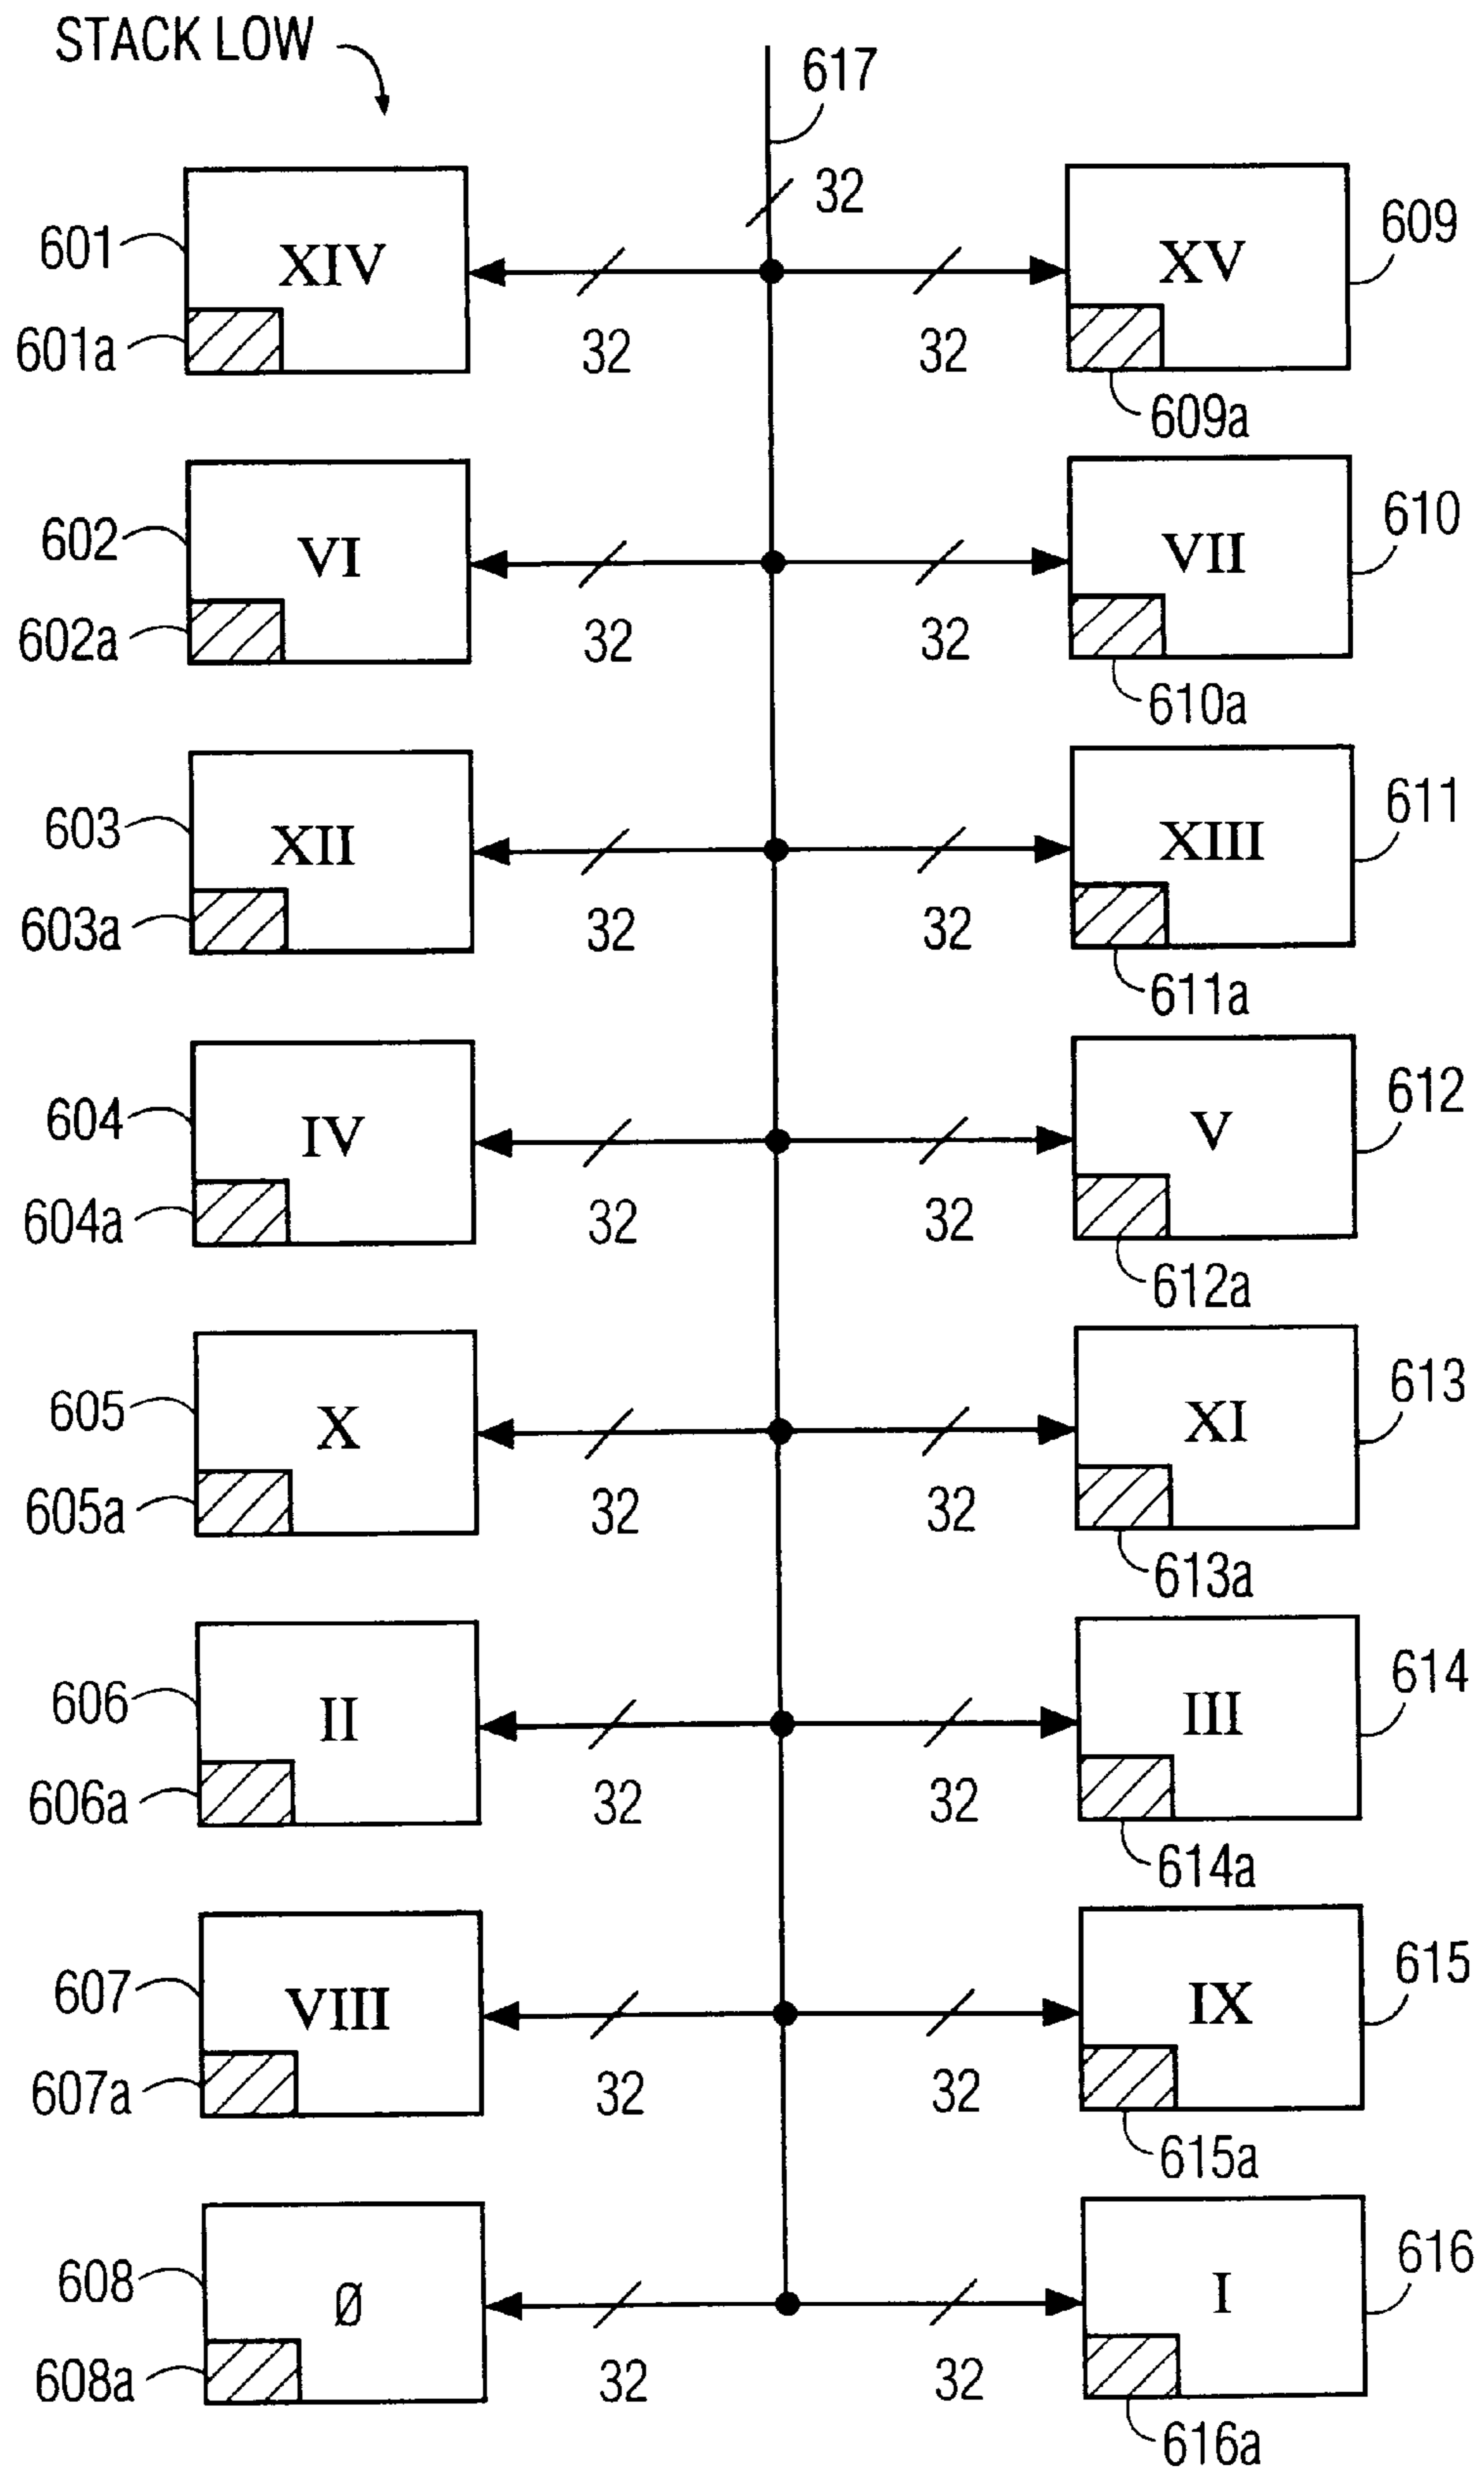 STACK LOW
617
32
601 XIV XV 609
601a 32 32
609a
602 VI VII 610
602a 32 32
610a
603 XII XIII 611
603a 32 32
611a
604 IV V 612
604a 32 32
612a
605 X XI 613
605a 32 32
613a
606 II III 614
606a 32 32
614a
607 VIII IX 615
607a 32 32
615a
608 Ø I 616
608a 32 32
616a